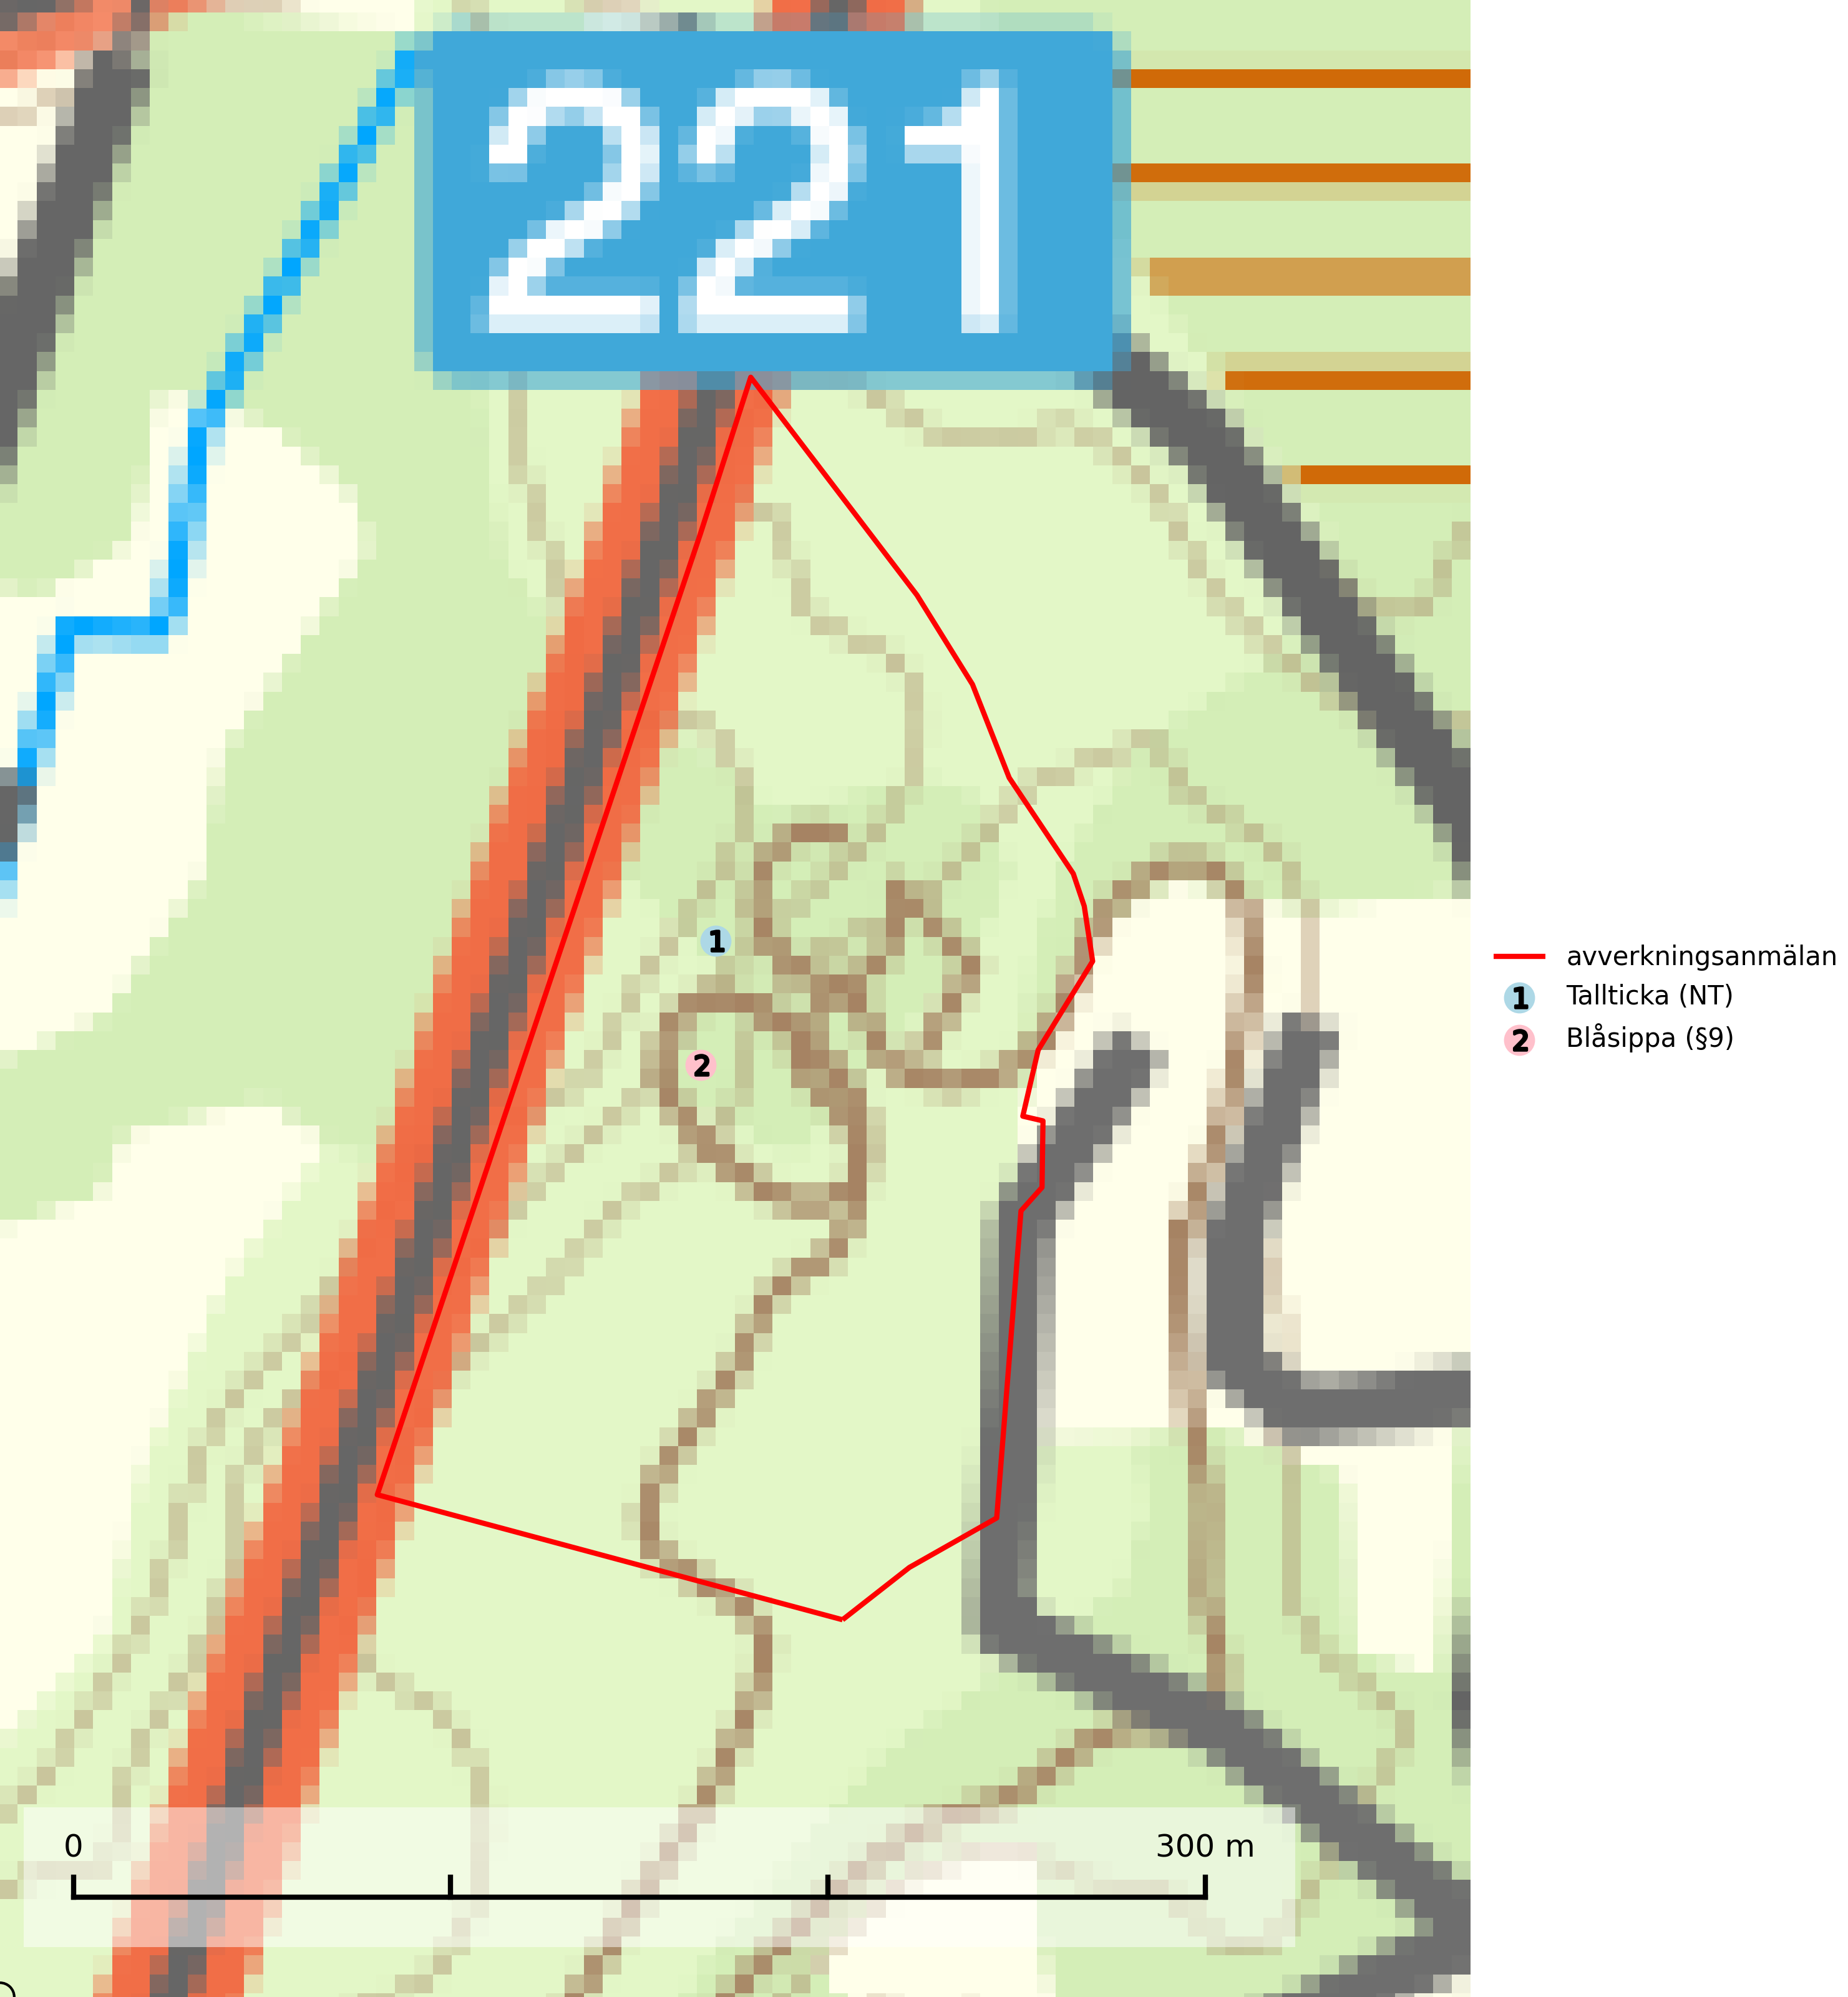 221
1
2
avverkningsanmälan
1 Tallticka (NT)
2 Blåsippa (§9)
0 300 m